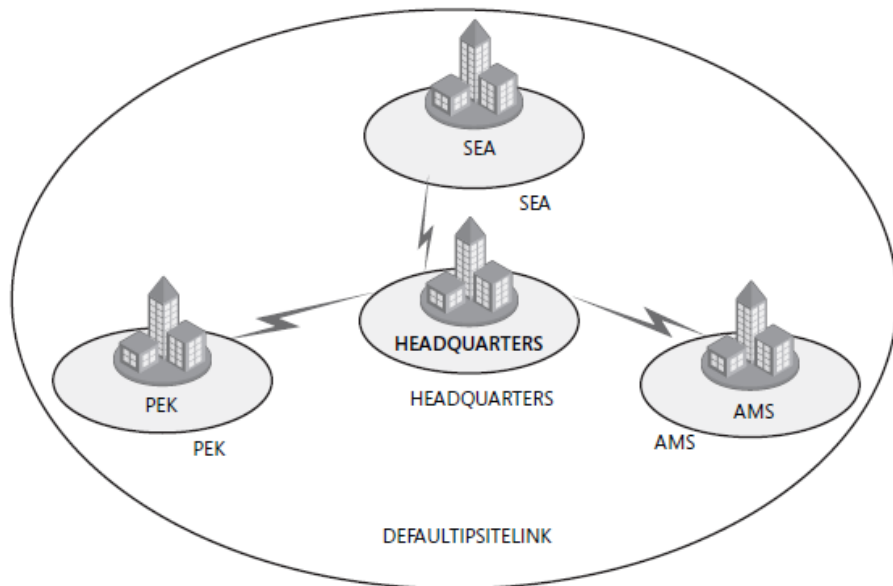 SEA
SEA
HEADQUARTERS
HEADQUARTERS
PEK
PEK
AMS
AMS
DEFAULTIPSITELINK